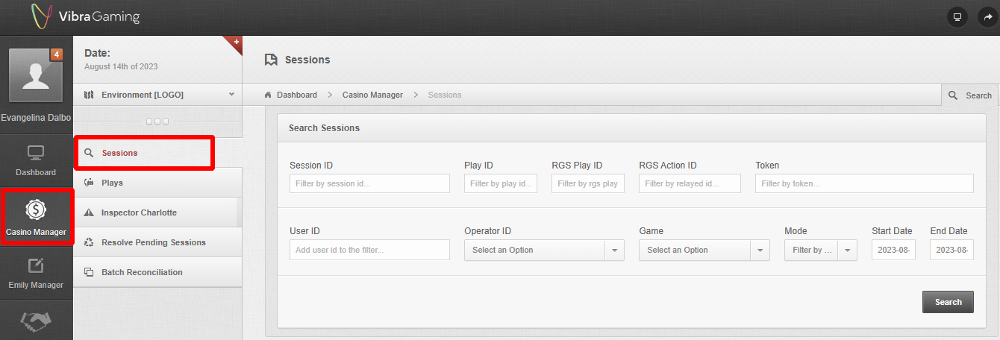 Vibra Gaming
4
Evangelina Dalbo
Dashboard
Casino Manager
Emily Manager
Date:
August 14th of 2023
+
Environment [LOGO]
Sessions
Plays
Inspector Charlotte
Resolve Pending Sessions
Batch Reconciliation
Sessions
Dashboard > Casino Manager > Sessions
Search
Search Sessions
Session ID Play ID RGS Play ID RGS Action ID Token
Filter by session id... Filter by play id... Filter by rgs play Filter by relayed id... Filter by token...
User ID Operator ID Game Mode Start Date End Date
Add user id to the filter... Select an Option Select an Option Filter by ... 2023-08- 2023-08-
Search